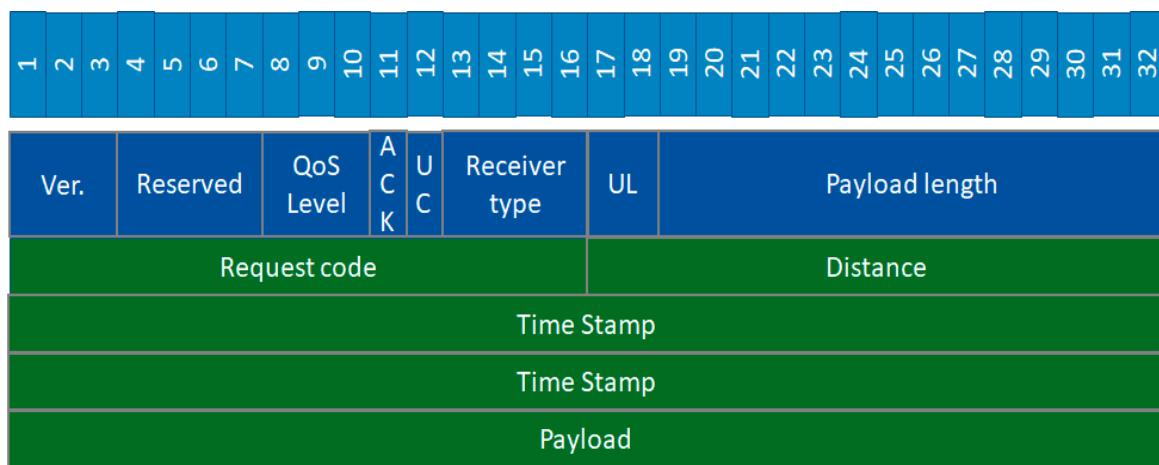 1 2 3 4 5 6 7 8 9 10 11 12 13 14 15 16 17 18 19 20 21 22 23 24 25 26 27 28 29 30 31 32
Ver. Reserved QoS Level ACK UC Receiver type UL Payload length
Request code Distance
Time Stamp
Time Stamp
Payload